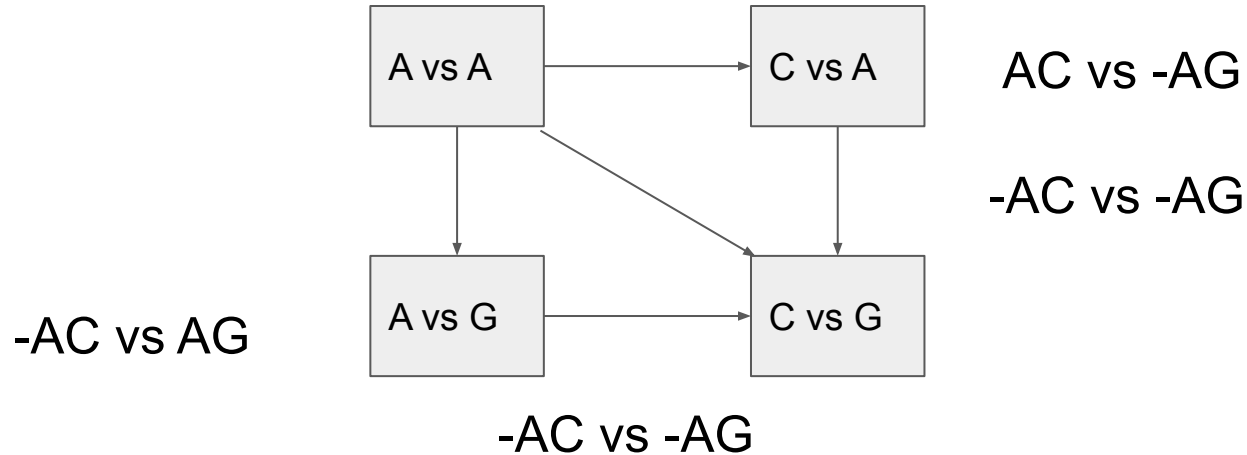 A vs A
C vs A
AC vs -AG
-AC vs -AG
A vs G
C vs G
-AC vs AG
-AC vs -AG